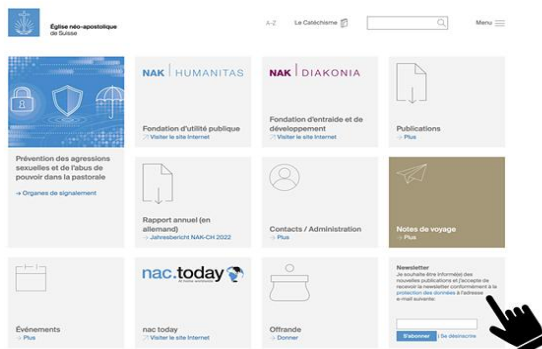 Église néo-apostolique
de Suisse
A-Z
Le Catéchisme
Menu
NAK HUMANITAS
Fondation d'utilité publique
Visiter le site Internet
NAK DIAKONIA
Fondation d'entraide et de
développement
Visiter le site Internet
Publications
→ Plus
Prévention des agressions
sexuelles et de l'abus de
pouvoir dans la pastorale
→ Organes de signalement
Rapport annuel (en
allemand)
→ Jahresbericht NAK-CH 2022
Contacts / Administration
→ Plus
Notes de voyage
→ Plus
Événements
→ Plus
nac.today
nac today
Visiter le site Internet
Offrande
→ Donner
Newsletter
Je souhaite être informé(e) des
nouvelles publications et j'accepte de
recevoir la newsletter conformément à la
protection des données à l'adresse
e-mail suivante:
S'abonner | Se désinscrire